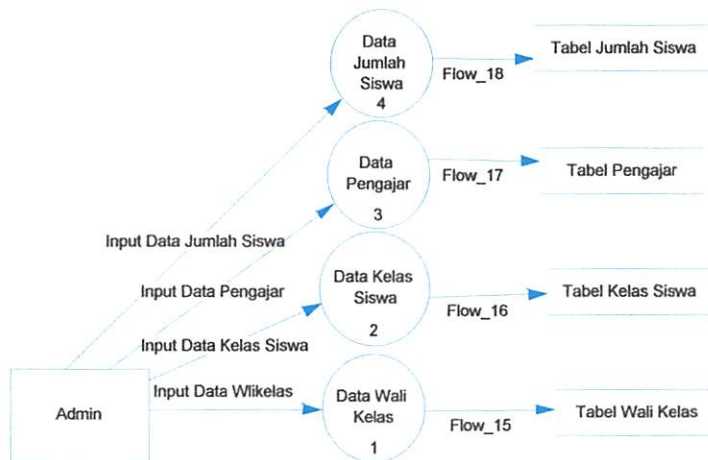 Data
Jumlah
Siswa
4
Flow_18
Tabel Jumlah Siswa
Data
Pengajar
3
Flow_17
Tabel Pengajar
Input Data Jumlah Siswa
Input Data Pengajar
Data Kelas
Siswa
2
Flow_16
Tabel Kelas Siswa
Input Data Kelas Siswa
Input Data Wlikelas
Admin
Data Wali
Kelas
1
Flow_15
Tabel Wali Kelas